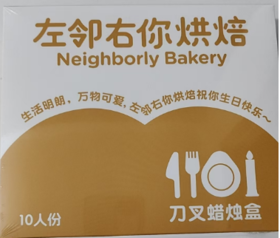 左邻右你烘焙
Neighborly Bakery
生活明朗，万物可爱，左邻右你烘焙祝你生日快乐~
10人份
刀叉蜡烛盒